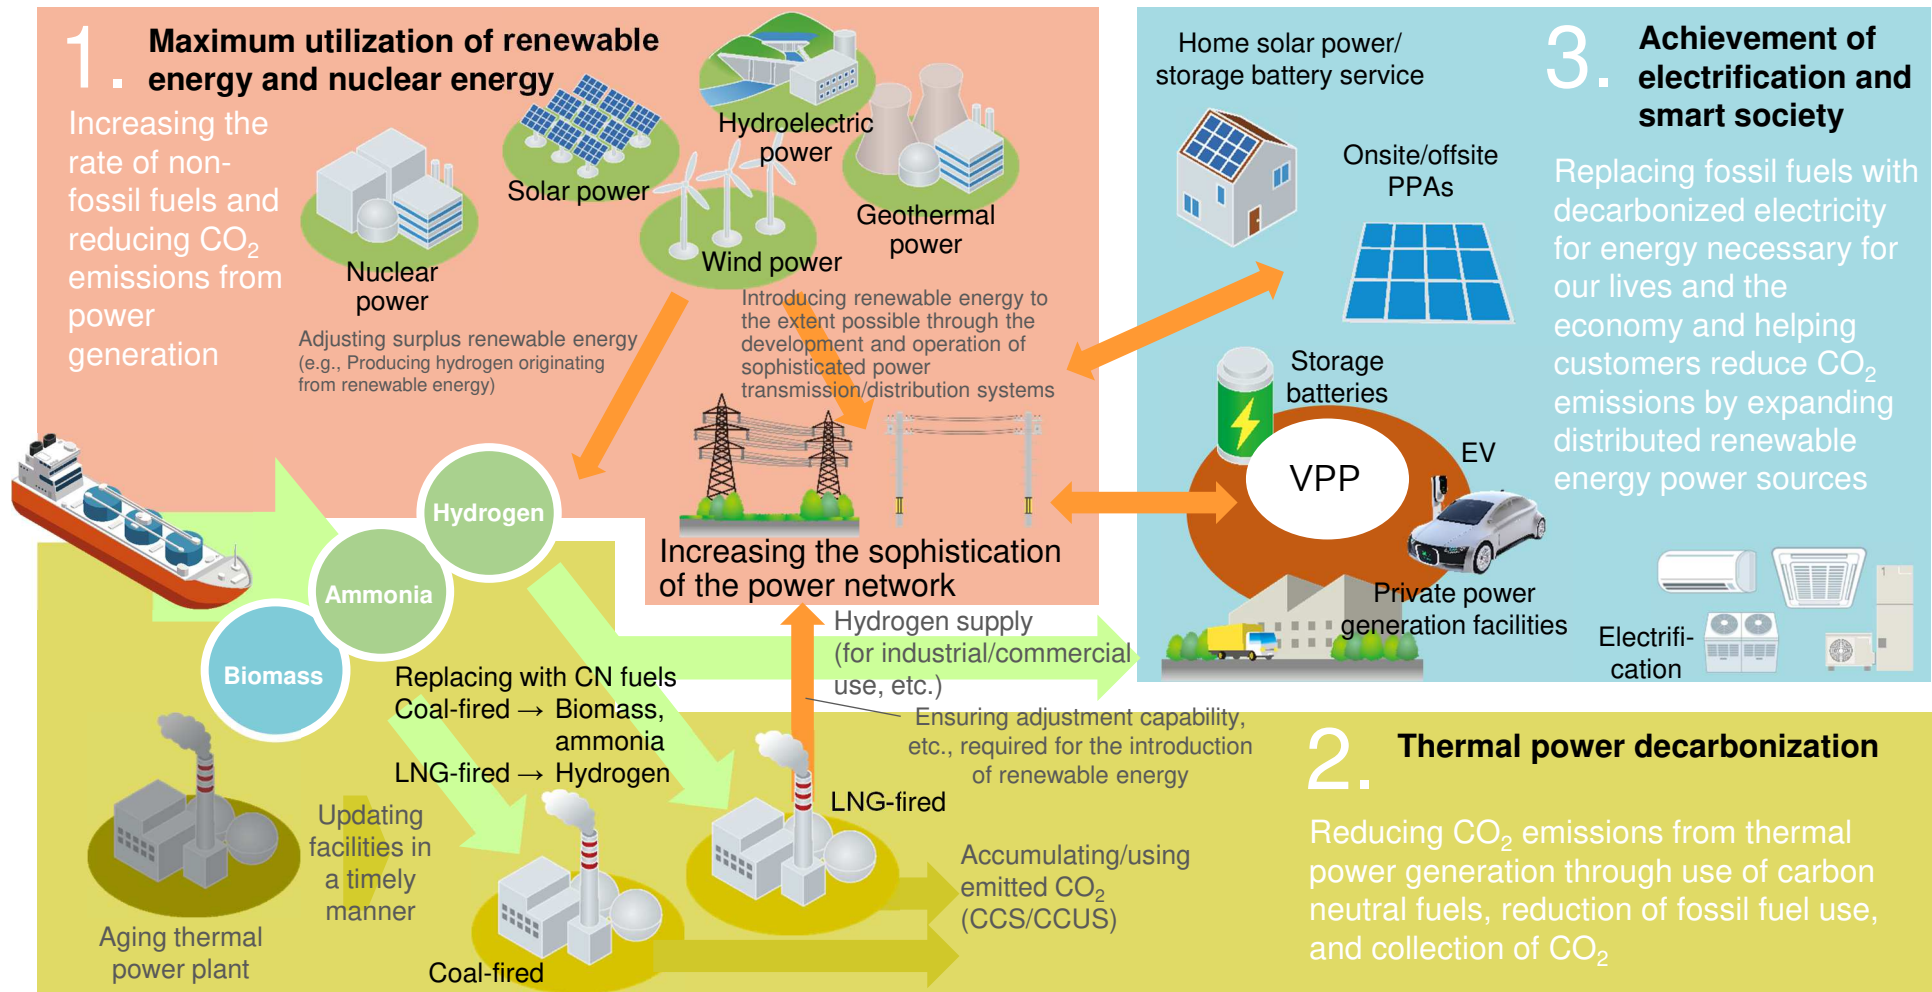 1.
Maximum utilization of renewable
energy and nuclear energy
Increasing the
rate of non-
fossil fuels and
reducing CO₂
emissions from
power
generation
Nuclear
power
Solar power
Hydroelectric
power
Wind power
Geothermal
power
Adjusting surplus renewable energy
(e.g., Producing hydrogen originating
from renewable energy)
Introducing renewable energy to
the extent possible through the
development and operation of
sophisticated power
transmission/distribution systems
Increasing the sophistication
of the power network
Hydrogen
Ammonia
Biomass
Replacing with CN fuels
Coal-fired → Biomass,
ammonia
LNG-fired → Hydrogen
Hydrogen supply
(for industrial/commercial
use, etc.)
Ensuring adjustment capability,
etc., required for the introduction
of renewable energy
Aging thermal
power plant
Updating
facilities in
a timely
manner
Coal-fired
LNG-fired
Accumulating/using
emitted CO₂
(CCS/CCUS)
2.
Thermal power decarbonization
Reducing CO₂ emissions from thermal
power generation through use of carbon
neutral fuels, reduction of fossil fuel use,
and collection of CO₂
3.
Achievement of
electrification and
smart society
Replacing fossil fuels with
decarbonized electricity
for energy necessary for
our lives and the
economy and helping
customers reduce CO₂
emissions by expanding
distributed renewable
energy power sources
Home solar power/
storage battery service
Onsite/offsite
PPAs
Storage
batteries
VPP
EV
Private power
generation facilities
Electrifi-
cation